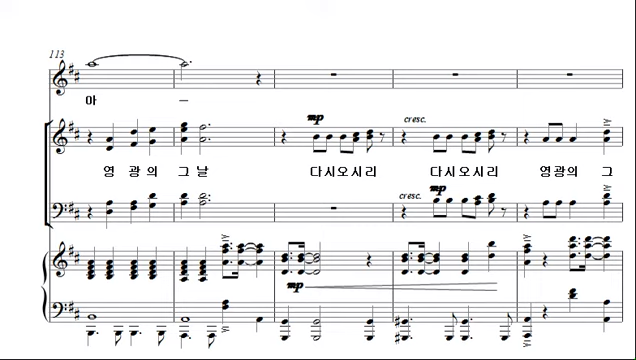 113
아 –
mp cresc.
영 광 의 그 날 다시오시리 다시오시리 영광의 그
cresc. mp
mp